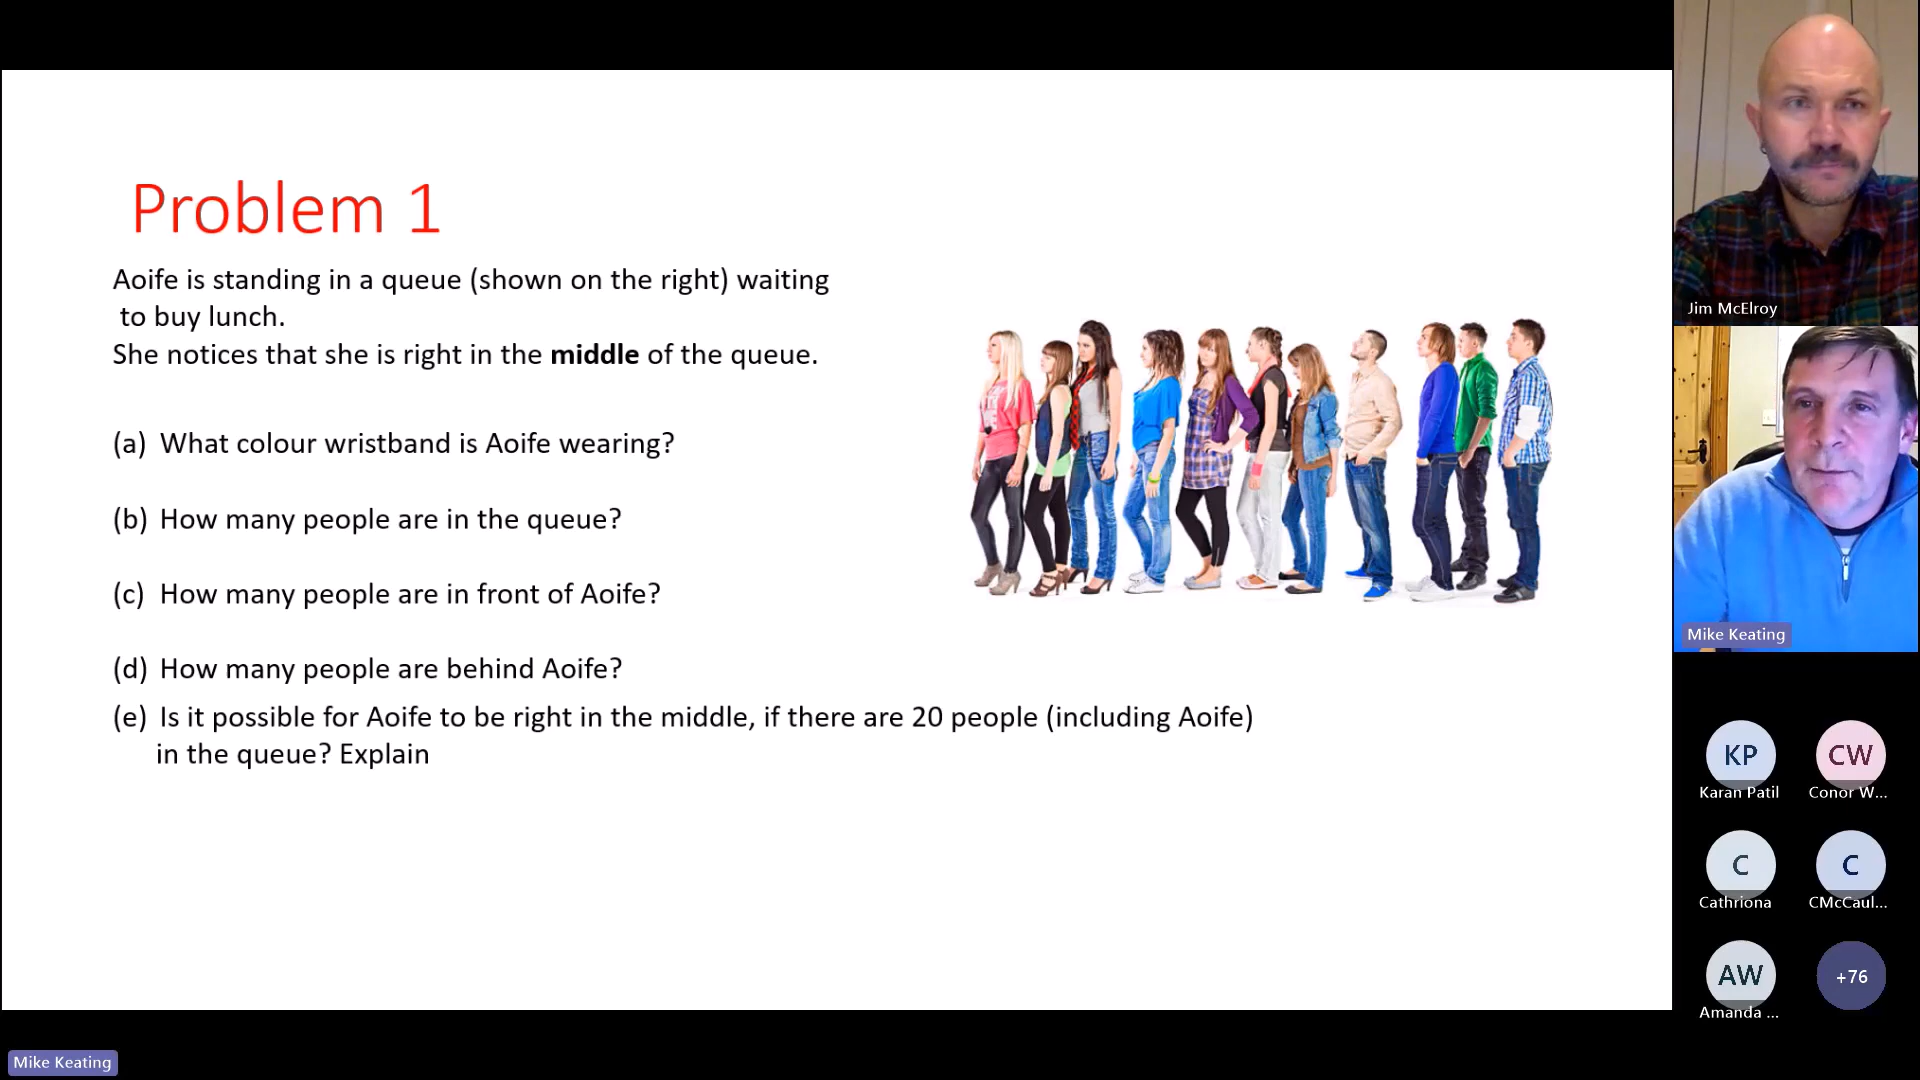 Problem 1
Aoife is standing in a queue (shown on the right) waiting
to buy lunch.
She notices that she is right in the middle of the queue.
(a) What colour wristband is Aoife wearing?
(b) How many people are in the queue?
(c) How many people are in front of Aoife?
(d) How many people are behind Aoife?
(e) Is it possible for Aoife to be right in the middle, if there are 20 people (including Aoife)
in the queue? Explain
Jim McElroy
Mike Keating
KP
Karan Patil
CW
Conor W...
C
Cathriona
C
CMcCaul...
AW
Amanda ...
+76
Mike Keating